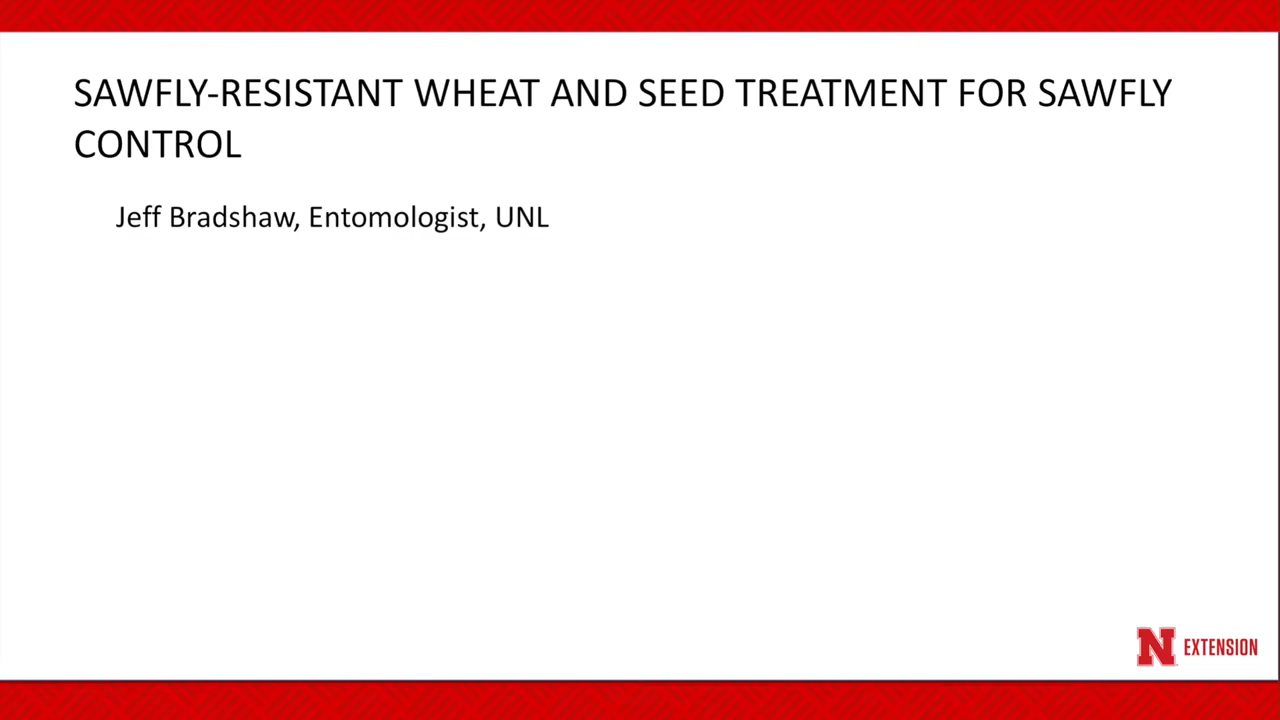 SAWFLY-RESISTANT WHEAT AND SEED TREATMENT FOR SAWFLY
CONTROL
Jeff Bradshaw, Entomologist, UNL
N EXTENSION